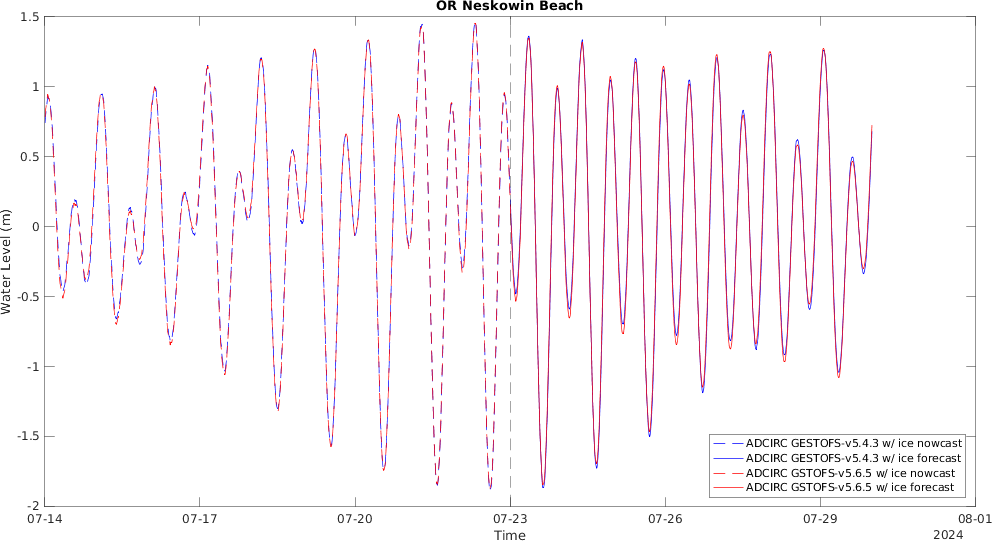 OR Neskowin Beach
Water Level (m)
1.5
1
0.5
0
-0.5
-1
-1.5
-2
07-14
07-17
07-20
07-23
07-26
07-29
08-01
Time
2024
ADCIRC GESTOFS-v5.4.3 w/ ice nowcast
ADCIRC GESTOFS-v5.4.3 w/ ice forecast
ADCIRC GSTOFS-v5.6.5 w/ ice nowcast
ADCIRC GSTOFS-v5.6.5 w/ ice forecast